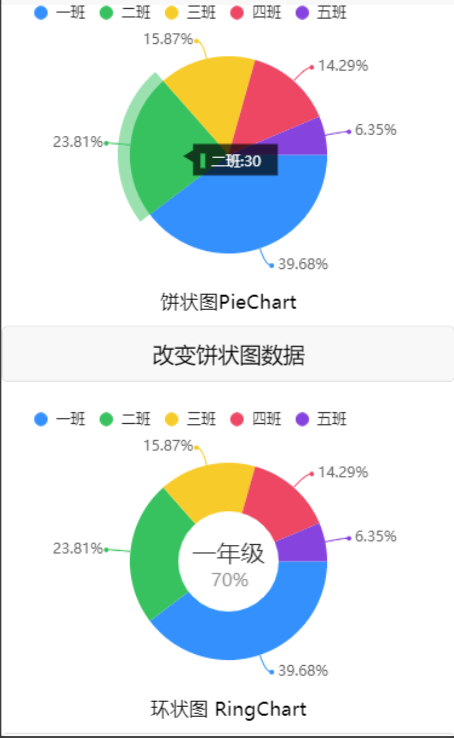 一班 二班 三班 四班 五班
15.87%
14.29%
6.35%
23.81%
二班:30
39.68%
饼状图PieChart
改变饼状图数据
一班 二班 三班 四班 五班
15.87%
14.29%
6.35%
23.81%
一年级
70%
39.68%
环状图 RingChart